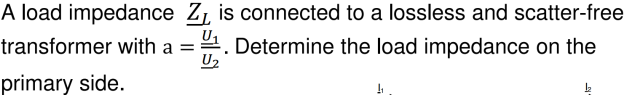 A load impedance Z_L is connected to a lossless and scatter-free
transformer with a = U_1/U_2. Determine the load impedance on the
primary side.
I_1 I_2